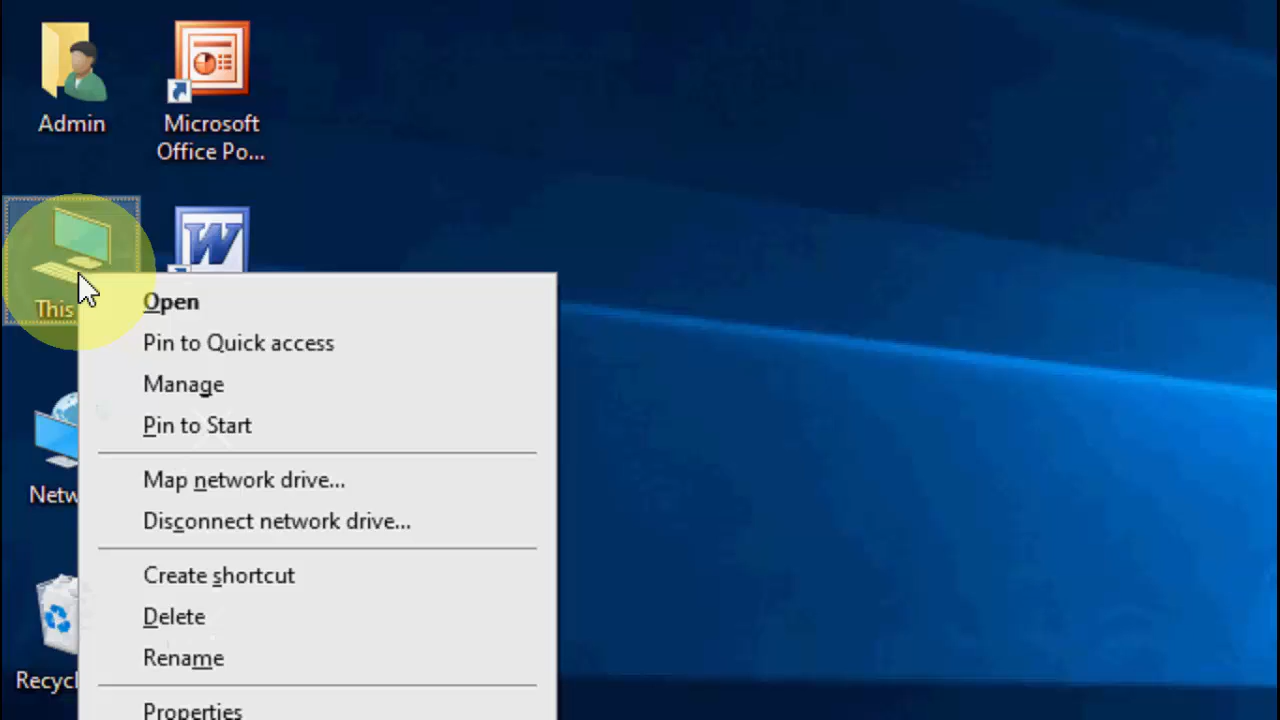 Admin
Microsoft
Office Po...
This
Open
Pin to Quick access
Manage
Pin to Start
Netw
Map network drive...
Disconnect network drive...
Create shortcut
Delete
Rename
Recycl
Properties